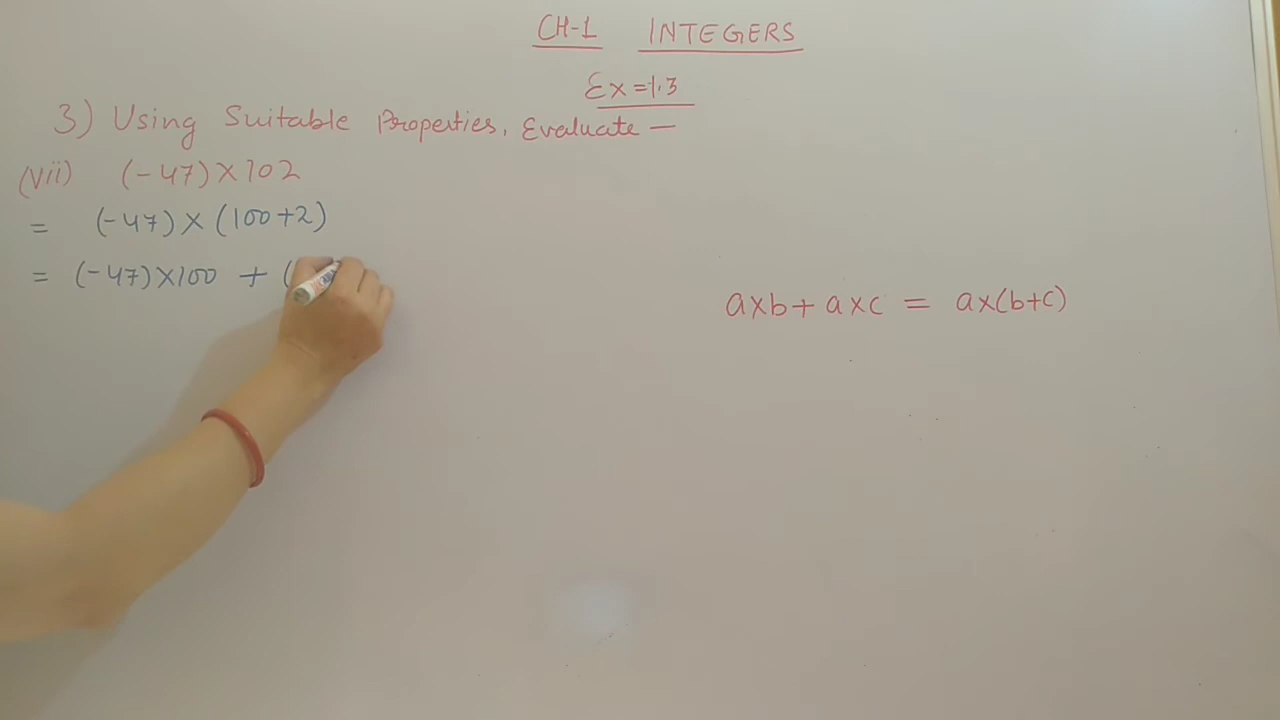 CH-1 INTEGERS
Ex = 1.3
3) Using Suitable Properties, Evaluate —
(vii) (-47)×102
= (-47)×(100+2)
= (-47)×100 + (
a×b+a×c = a×(b+c)